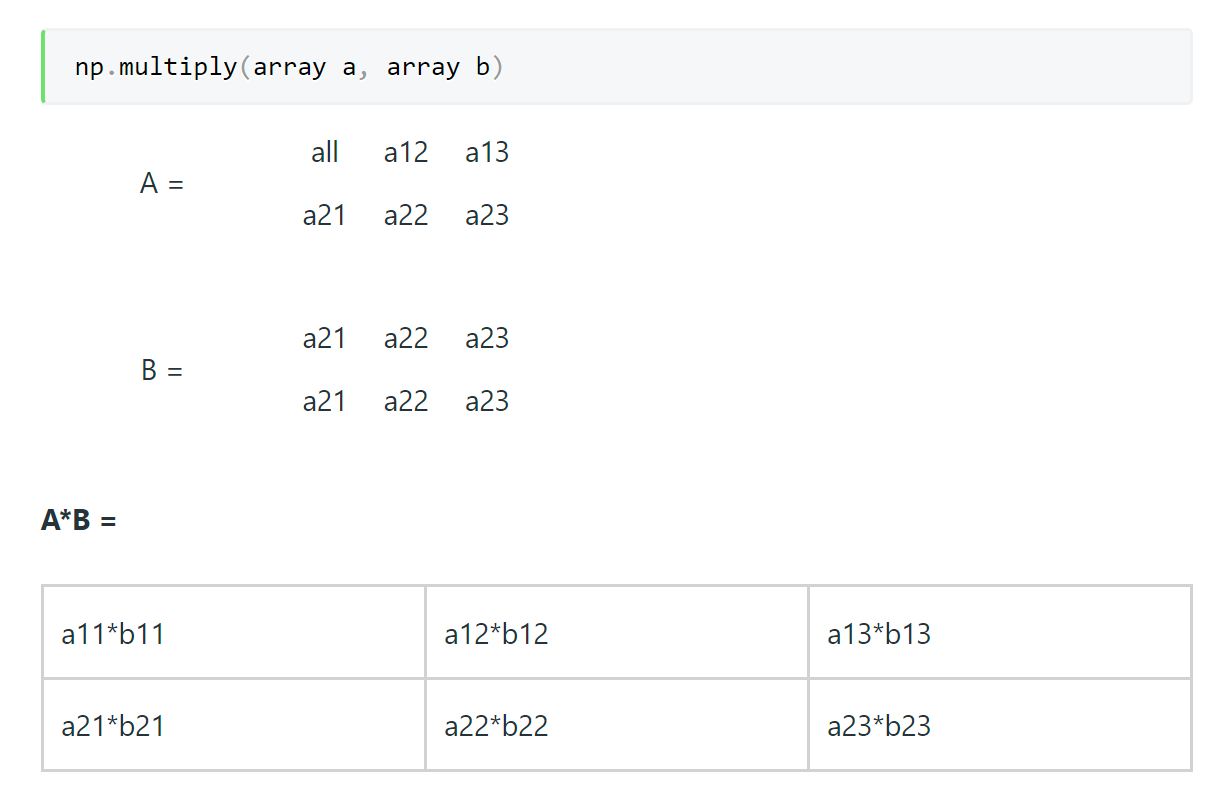 np.multiply(array a, array b)
all a12 a13
A =
a21 a22 a23
a21 a22 a23
B =
a21 a22 a23
A*B =
a11*b11 a12*b12 a13*b13
a21*b21 a22*b22 a23*b23